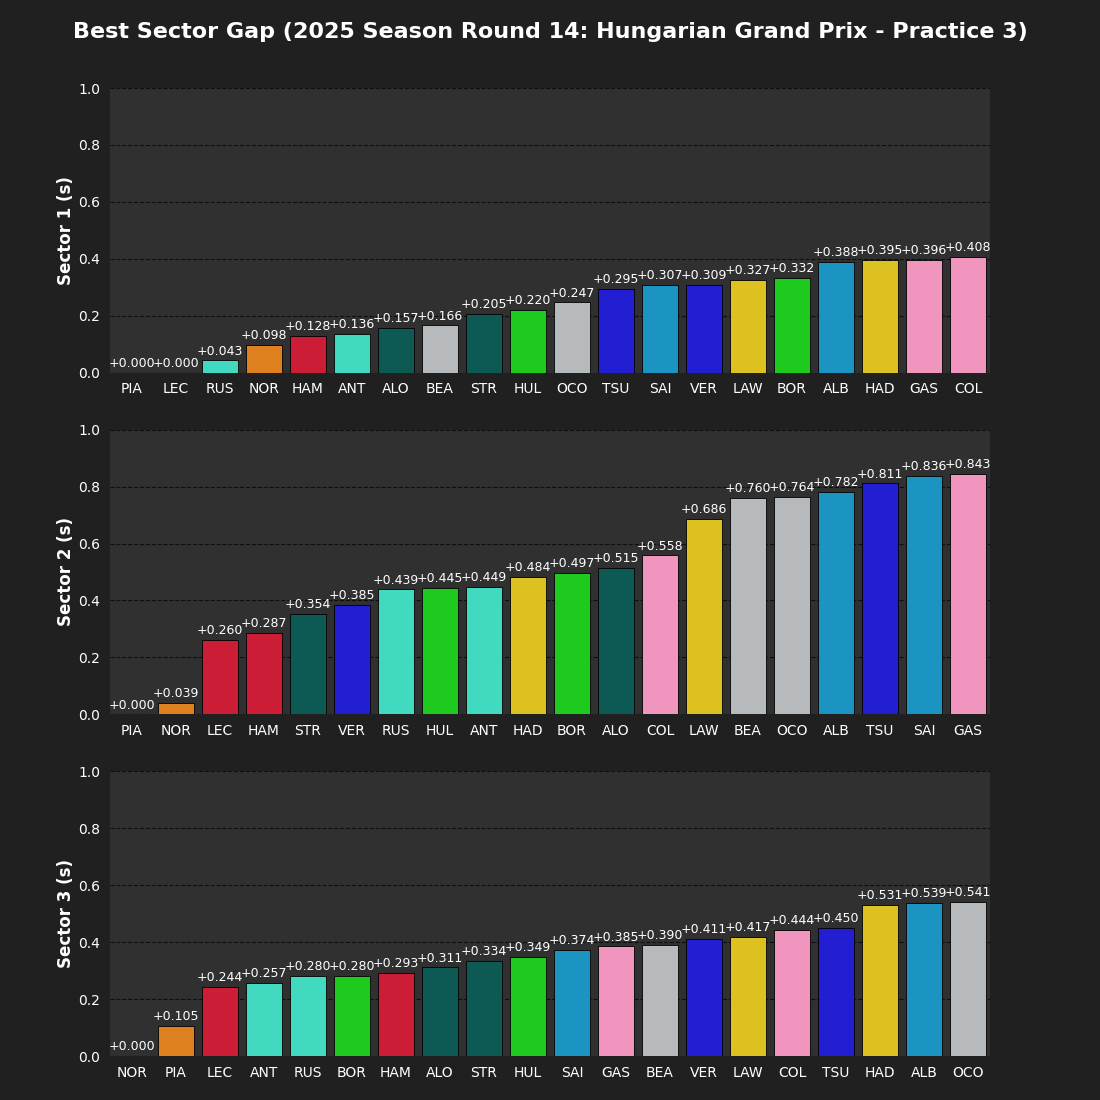 Best Sector Gap (2025 Season Round 14: Hungarian Grand Prix - Practice 3)
Sector 1 (s)
1.0
0.8
0.6
0.4
0.2
0.0
+0.000 +0.000 +0.043 +0.098 +0.128 +0.136 +0.157 +0.166 +0.205 +0.220 +0.247 +0.295 +0.307 +0.309 +0.327 +0.332 +0.388 +0.395 +0.396 +0.408
PIA LEC RUS NOR HAM ANT ALO BEA STR HUL OCO TSU SAI VER LAW BOR ALB HAD GAS COL
Sector 2 (s)
1.0
0.8
0.6
0.4
0.2
0.0
+0.000 +0.039 +0.260 +0.287 +0.354 +0.385 +0.439 +0.445 +0.449 +0.484 +0.497 +0.515 +0.558 +0.686 +0.760 +0.764 +0.782 +0.811 +0.836 +0.843
PIA NOR LEC HAM STR VER RUS HUL ANT HAD BOR ALO COL LAW BEA OCO ALB TSU SAI GAS
Sector 3 (s)
1.0
0.8
0.6
0.4
0.2
0.0
+0.000 +0.105 +0.244 +0.257 +0.280 +0.280 +0.293 +0.311 +0.334 +0.349 +0.374 +0.385 +0.390 +0.411 +0.417 +0.444 +0.450 +0.531 +0.539 +0.541
NOR PIA LEC ANT RUS BOR HAM ALO STR HUL SAI GAS BEA VER LAW COL TSU HAD ALB OCO